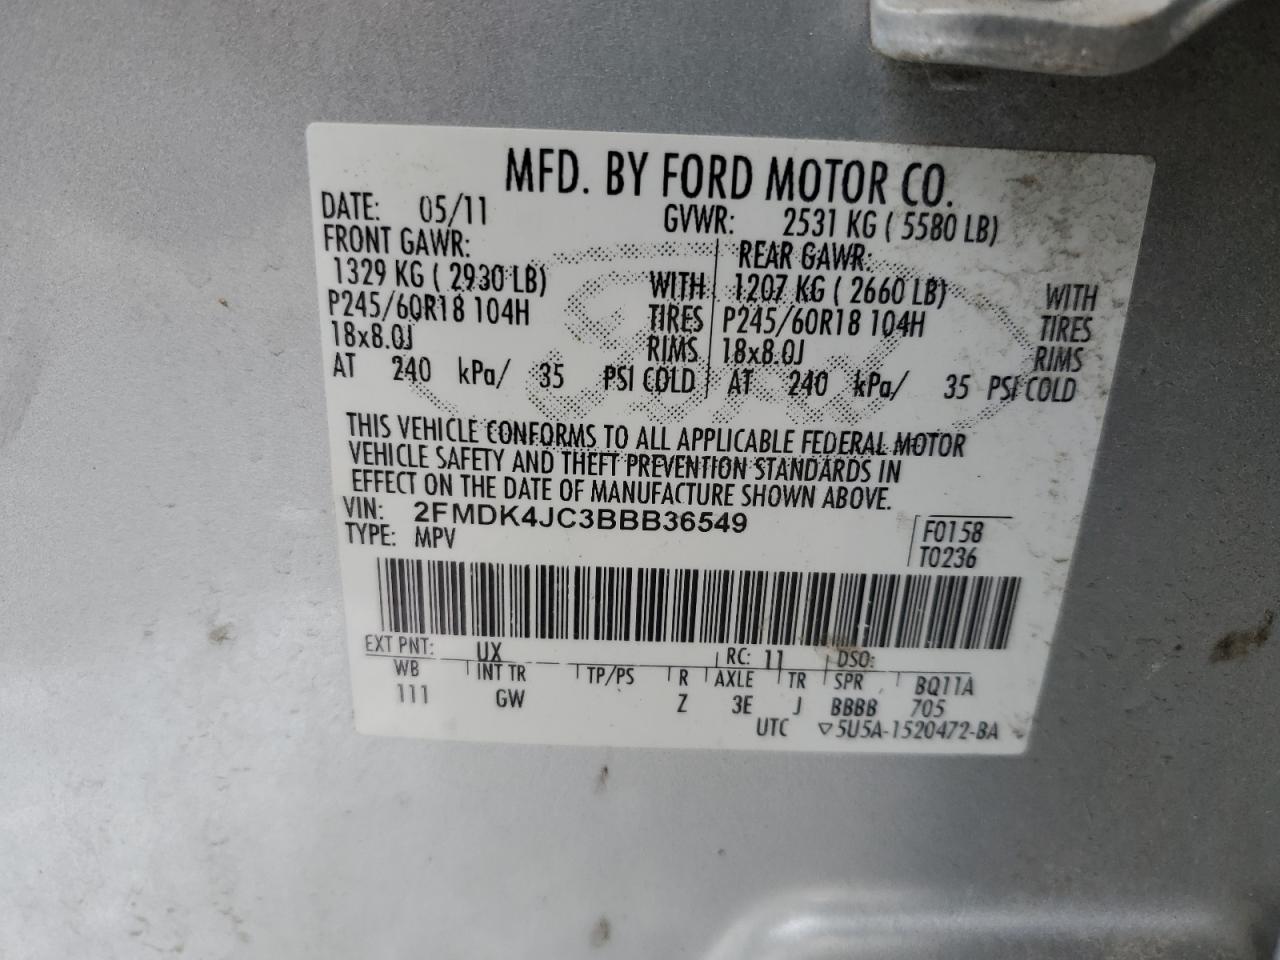 MFD. BY FORD MOTOR CO.
DATE: 05/11 GVWR: 2531 KG ( 5580 LB)
FRONT GAWR: REAR GAWR:
1329 KG ( 2930 LB) WITH 1207 KG ( 2660 LB) WITH
P245/60R18 104H TIRES P245/60R18 104H TIRES
18x8.0J RIMS 18x8.0J RIMS
AT 240 kPa/ 35 PSI COLD AT 240 kPa/ 35 PSI COLD
THIS VEHICLE CONFORMS TO ALL APPLICABLE FEDERAL MOTOR
VEHICLE SAFETY AND THEFT PREVENTION STANDARDS IN
EFFECT ON THE DATE OF MANUFACTURE SHOWN ABOVE.
VIN: 2FMDK4JC3BBB36549 F0158
TYPE: MPV T0236
EXT PNT: UX RC: 11 DSO:
WB INT TR TP/PS R AXLE TR SPR BQ11A
111 GW Z 3E J BBBB 705
UTC ▽5U5A-1520472-BA